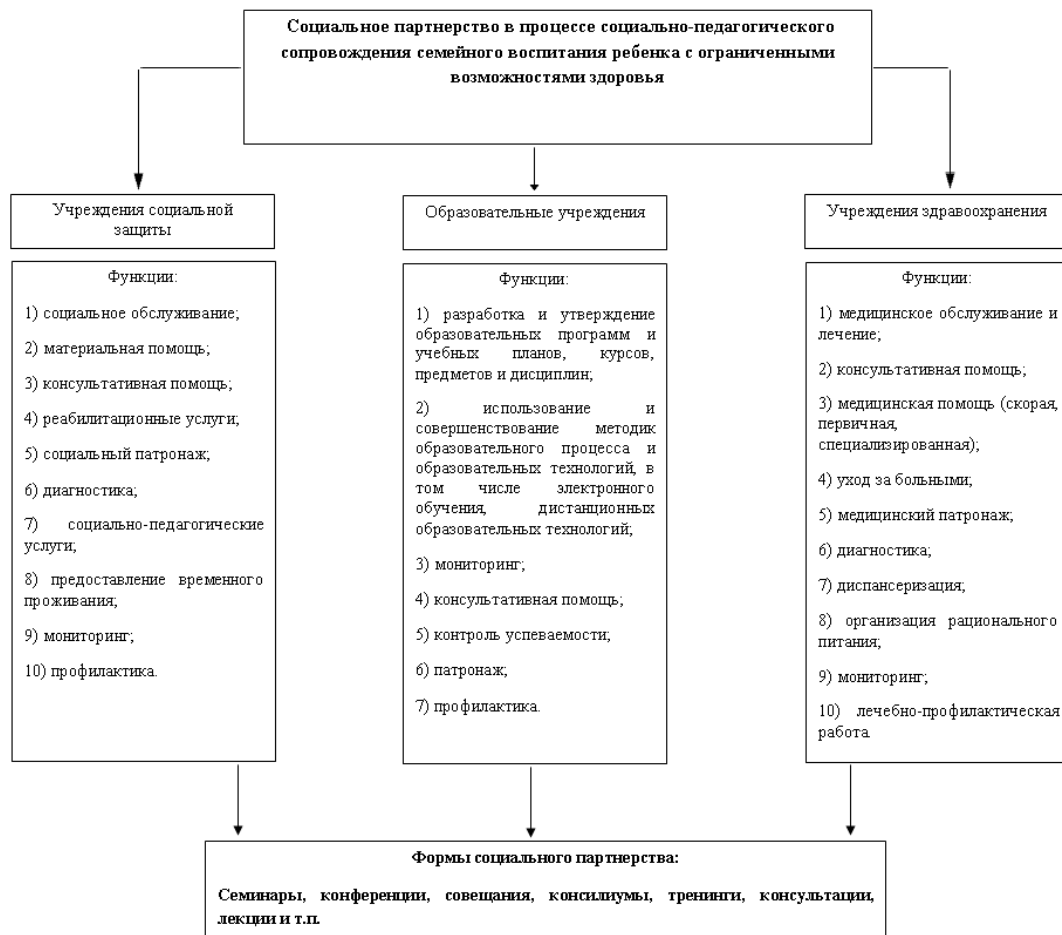 Социальное партнерство в процессе социально-педагогического
сопровождения семейного воспитания ребенка с ограниченными
возможностями здоровья
Учреждения социальной
защиты
Функции:
1) социальное обслуживание;
2) материальная помощь;
3) консультативная помощь;
4) реабилитационные услуги;
5) социальный патронаж;
6) диагностика;
7) социально-педагогические
услуги;
8) предоставление временного
проживания;
9) мониторинг;
10) профилактика.
Образовательные учреждения
Функции:
1) разработка и утверждение
образовательных программ и
учебных планов, курсов,
предметов и дисциплин;
2) использование и
совершенствование методик
образовательного процесса и
образовательных технологий, в
том числе электронного
обучения, дистанционных
образовательных технологий;
3) мониторинг;
4) консультативная помощь;
5) контроль успеваемости;
6) патронаж;
7) профилактика.
Учреждения здравоохранения
Функции:
1) медицинское обслуживание и
лечение;
2) консультативная помощь;
3) медицинская помощь (скорая,
первичная,
специализированная);
4) уход за больными;
5) медицинский патронаж;
6) диагностика;
7) диспансеризация;
8) организация рационального
питания;
9) мониторинг;
10) лечебно-профилактическая
работа.
Формы социального партнерства:
Семинары, конференции, совещания, консилиумы, тренинги, консультации,
лекции и т.п.